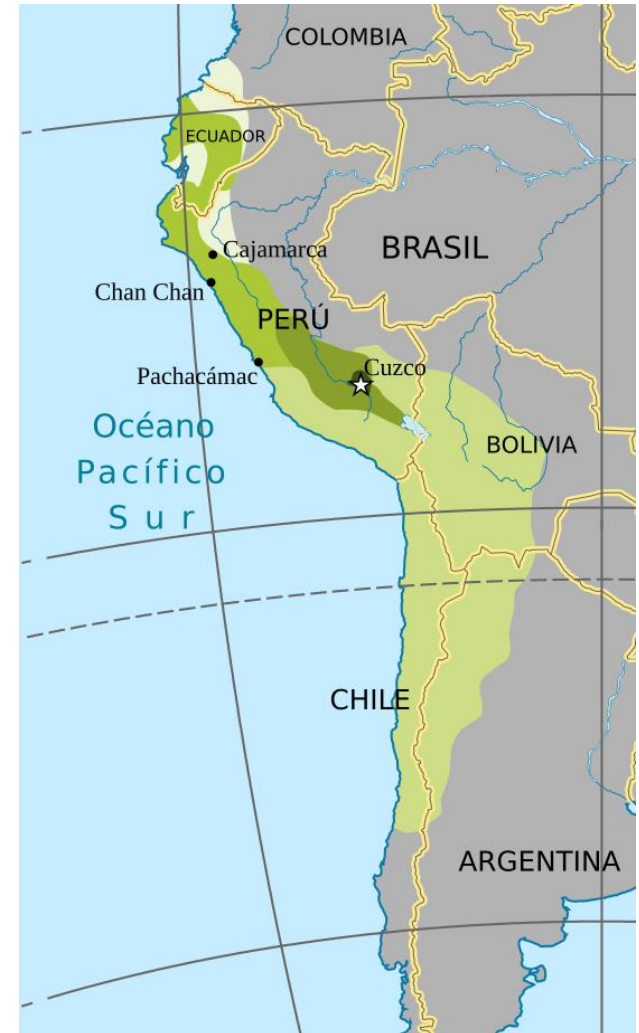 COLOMBIA
ECUADOR
Cajamarca
BRASIL
Chan Chan
PERÚ
Cuzco
Pachacámac
Océano
Pacífico
Sur
BOLIVIA
CHILE
ARGENTINA